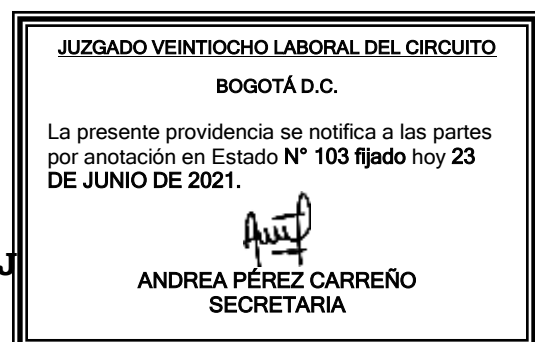 JUZGADO VEINTIOCHO LABORAL DEL CIRCUITO
BOGOTÁ D.C.
La presente providencia se notifica a las partes
por anotación en Estado N° 103 fijado hoy 23
DE JUNIO DE 2021.
J
ANDREA PÉREZ CARREÑO
SECRETARIA